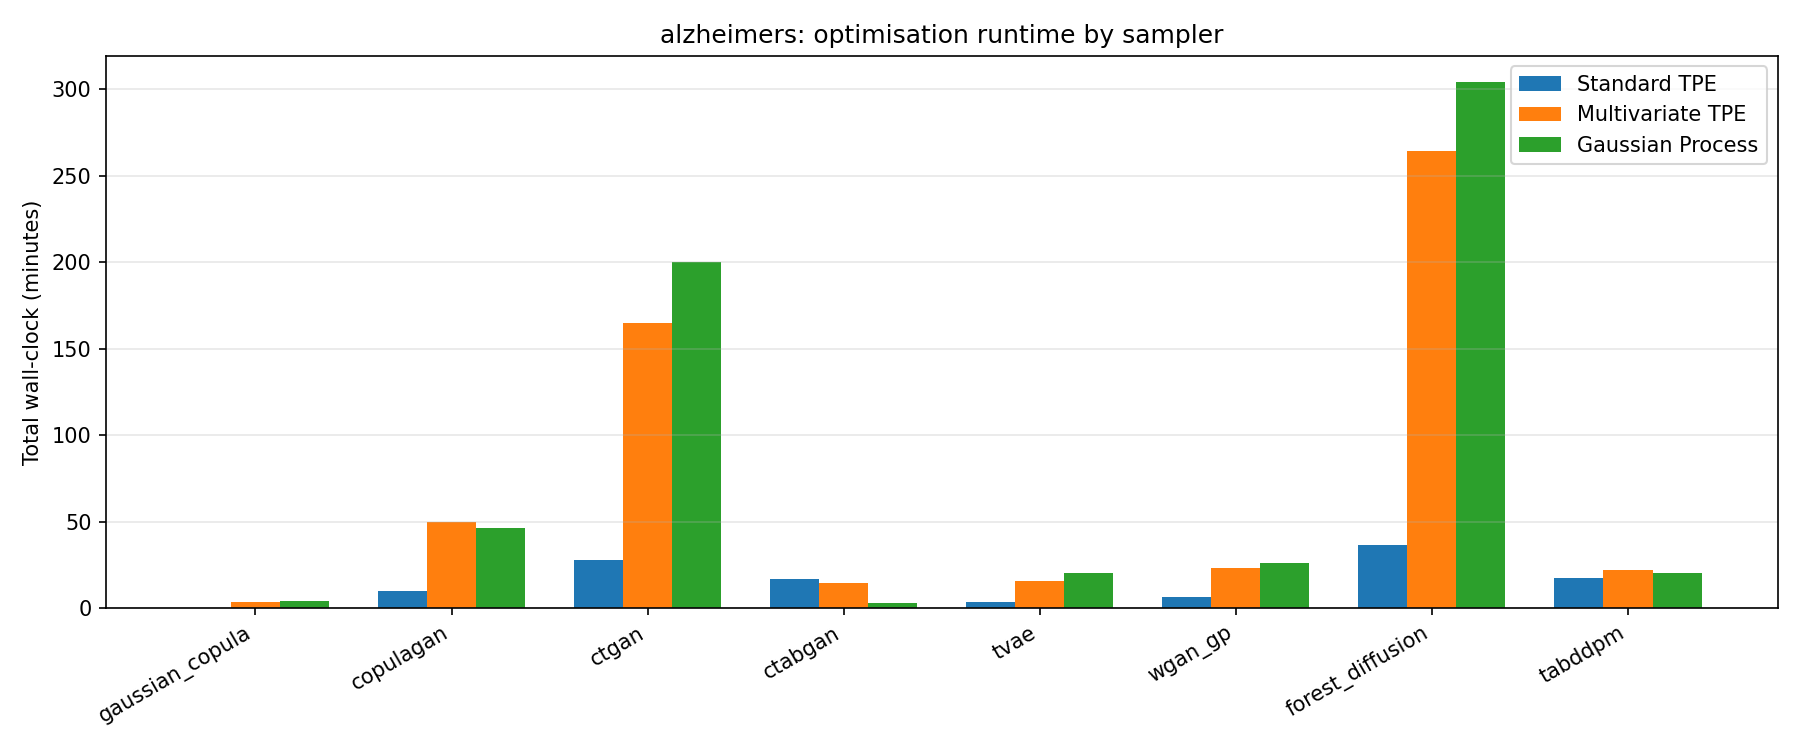 alzheimers: optimisation runtime by sampler
Standard TPE
Multivariate TPE
Gaussian Process
Total wall-clock (minutes)
300
250
200
150
100
50
0
gaussian_copula
copulagan
ctgan
ctabgan
tvae
wgan_gp
forest_diffusion
tabddpm